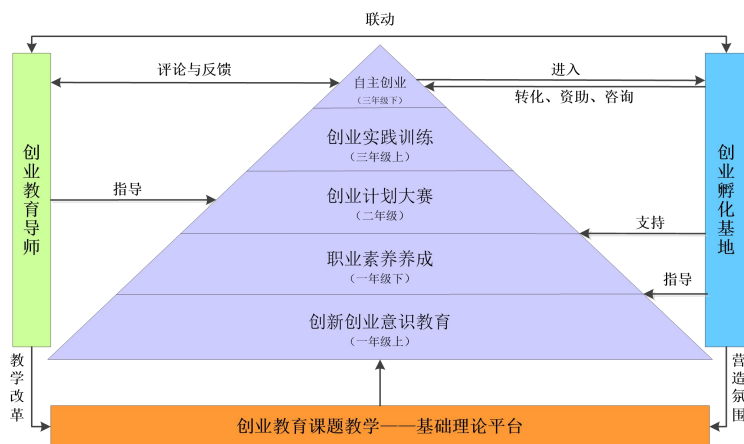 联动
评论与反馈
进入
自主创业
（三年级下）
转化、资助、咨询
创业实践训练
（三年级上）
创业教育导师
创业孵化基地
指导
创业计划大赛
（二年级）
支持
职业素养养成
（一年级下）
指导
创新创业意识教育
（一年级上）
教学改革
营造氛围
创业教育课题教学——基础理论平台